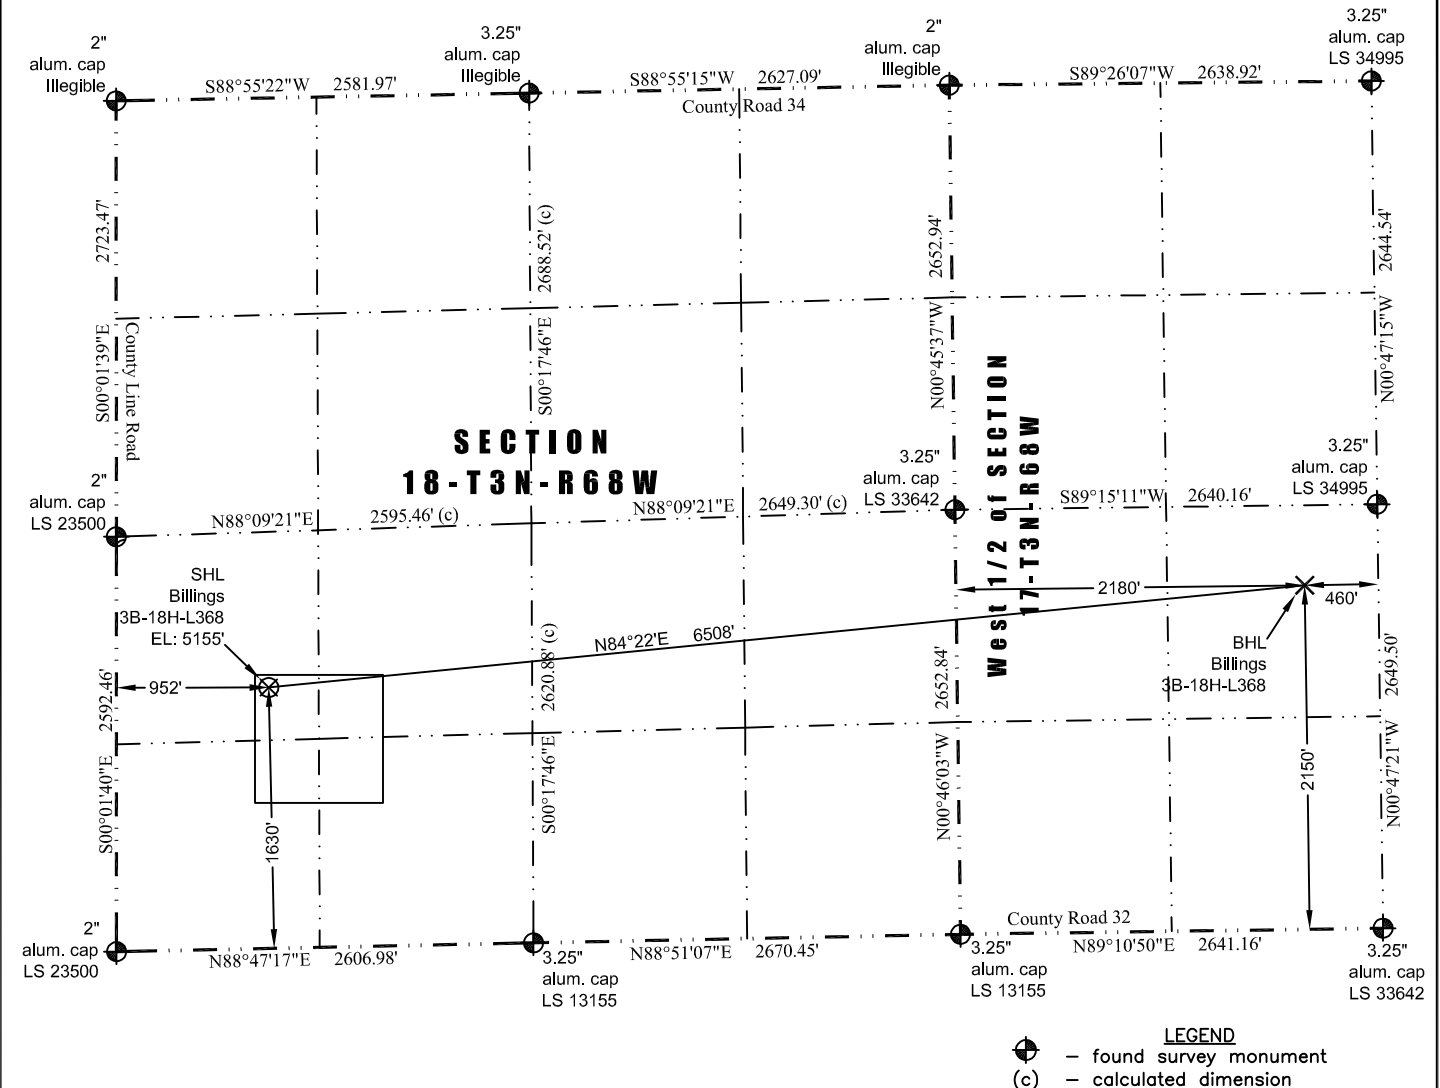 2"
alum. cap
Illegible
3.25"
alum. cap
Illegible
2"
alum. cap
Illegible
3.25"
alum. cap
LS 34995
S88°55'22"W 2581.97'
S88°55'15"W 2627.09'
S89°26'07"W 2638.92'
County Road 34
2723.47'
2688.52' (c)
2652.94'
2644.54'
S00°01'39"E
County Line Road
S00°17'46"E
N00°45'37"W
N00°47'15"W
SECTION
18-T3N-R68W
West 1/2 of SECTION
17-T3N-R68W
2"
alum. cap
LS 23500
3.25"
alum. cap
LS 33642
3.25"
alum. cap
LS 34995
N88°09'21"E 2595.46' (c)
N88°09'21"E 2649.30' (c)
S89°15'11"W 2640.16'
SHL
Billings
3B-18H-L368
EL: 5155'
N84°22'E 6508'
2180'
460'
BHL
Billings
3B-18H-L368
952'
2592.46'
2620.88' (c)
2652.84'
2649.50'
S00°01'40"E
1630'
S00°17'46"E
N00°46'03"W
2150'
N00°47'21"W
2"
alum. cap
LS 23500
N88°47'17"E 2606.98'
3.25"
alum. cap
LS 13155
N88°51'07"E 2670.45'
County Road 32
3.25"
alum. cap
LS 13155
N89°10'50"E 2641.16'
3.25"
alum. cap
LS 33642
LEGEND
– found survey monument
(c) – calculated dimension